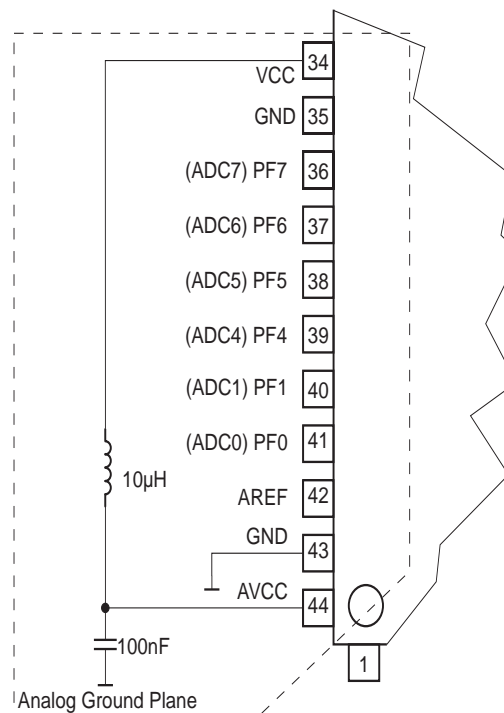 34
VCC
GND 35
(ADC7) PF7 36
(ADC6) PF6 37
(ADC5) PF5 38
(ADC4) PF4 39
(ADC1) PF1 40
(ADC0) PF0 41
10µH
AREF 42
GND
43
AVCC
44
100nF
1
Analog Ground Plane